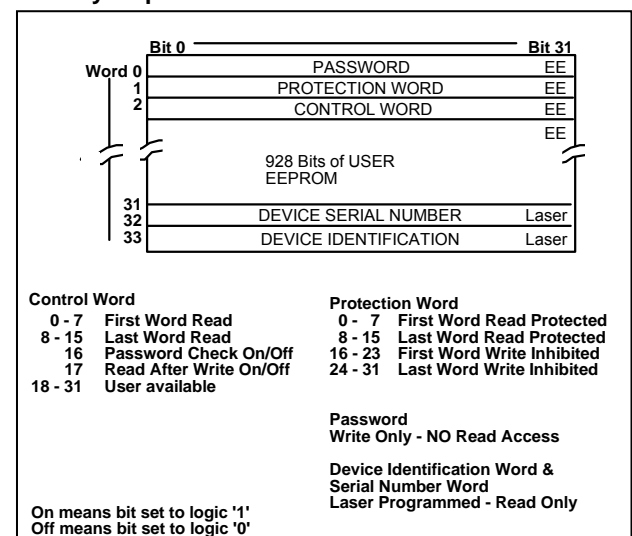 Bit 0 Bit 31
Word 0 PASSWORD EE
1 PROTECTION WORD EE
2 CONTROL WORD EE
EE
928 Bits of USER
EEPROM
31
32 DEVICE SERIAL NUMBER Laser
33 DEVICE IDENTIFICATION Laser
Control Word
0 - 7 First Word Read
8 - 15 Last Word Read
16 Password Check On/Off
17 Read After Write On/Off
18 - 31 User available
On means bit set to logic '1'
Off means bit set to logic '0'
Protection Word
0 - 7 First Word Read Protected
8 - 15 Last Word Read Protected
16 - 23 First Word Write Inhibited
24 - 31 Last Word Write Inhibited
Password
Write Only - NO Read Access
Device Identification Word &
Serial Number Word
Laser Programmed - Read Only